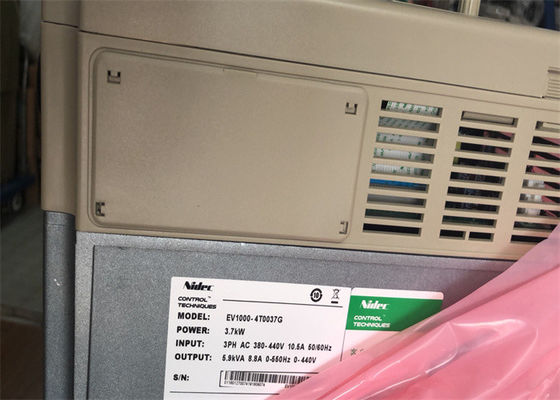 Nidec
CONTROL
TECHNIQUES
10
MODEL: EV1000-4T0037G
POWER: 3.7kW
INPUT: 3PH AC 380-440V 10.5A 50/60Hz
OUTPUT: 5.9kVA 8.8A 0-550Hz 0-440V
S/N:
Nidec
CONTROL
TECHNIQUES